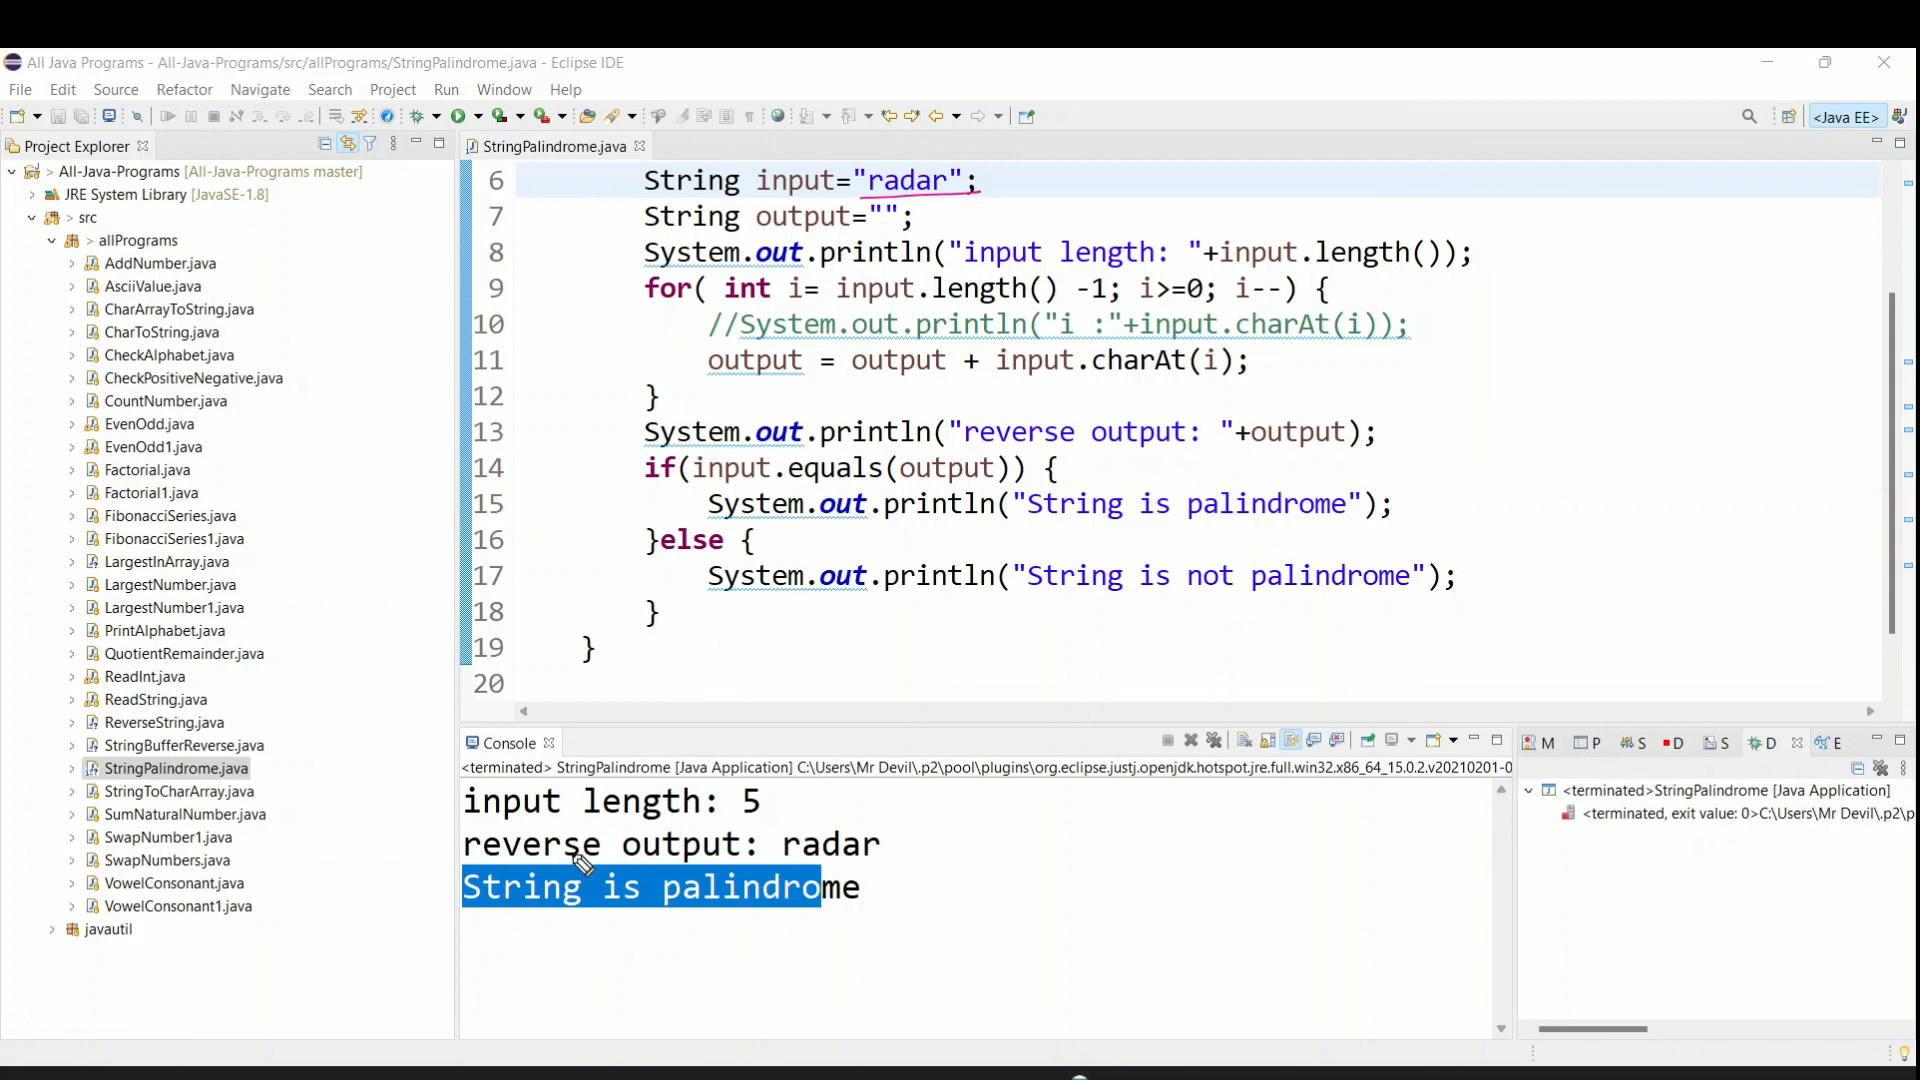 All Java Programs - All-Java-Programs/src/allPrograms/StringPalindrome.java - Eclipse IDE
File Edit Source Refactor Navigate Search Project Run Window Help
<Java EE>
Project Explorer
StringPalindrome.java
> All-Java-Programs [All-Java-Programs master]
JRE System Library [JavaSE-1.8]
> src
> allPrograms
AddNumber.java
AsciiValue.java
CharArrayToString.java
CharToString.java
CheckAlphabet.java
CheckPositiveNegative.java
CountNumber.java
EvenOdd.java
EvenOdd1.java
Factorial.java
Factorial1.java
FibonacciSeries.java
FibonacciSeries1.java
LargestInArray.java
LargestNumber.java
LargestNumber1.java
PrintAlphabet.java
QuotientRemainder.java
ReadInt.java
ReadString.java
ReverseString.java
StringBufferReverse.java
StringPalindrome.java
StringToCharArray.java
SumNaturalNumber.java
SwapNumber1.java
SwapNumbers.java
VowelConsonant.java
VowelConsonant1.java
javautil
6 String input="radar";
7 String output="";
8 System.out.println("input length: "+input.length());
9 for( int i= input.length() -1; i>=0; i--) {
10 //System.out.println("i :"+input.charAt(i));
11 output = output + input.charAt(i);
12 }
13 System.out.println("reverse output: "+output);
14 if(input.equals(output)) {
15 System.out.println("String is palindrome");
16 }else {
17 System.out.println("String is not palindrome");
18 }
19 }
20
Console
<terminated> StringPalindrome [Java Application] C:\Users\Mr Devil\.p2\pool\plugins\org.eclipse.justj.openjdk.hotspot.jre.full.win32.x86_64_15.0.2.v20210201-0
input length: 5
reverse output: radar
String is palindrome
M P S D S D E
<terminated>StringPalindrome [Java Application]
<terminated, exit value: 0>C:\Users\Mr Devil\.p2\p